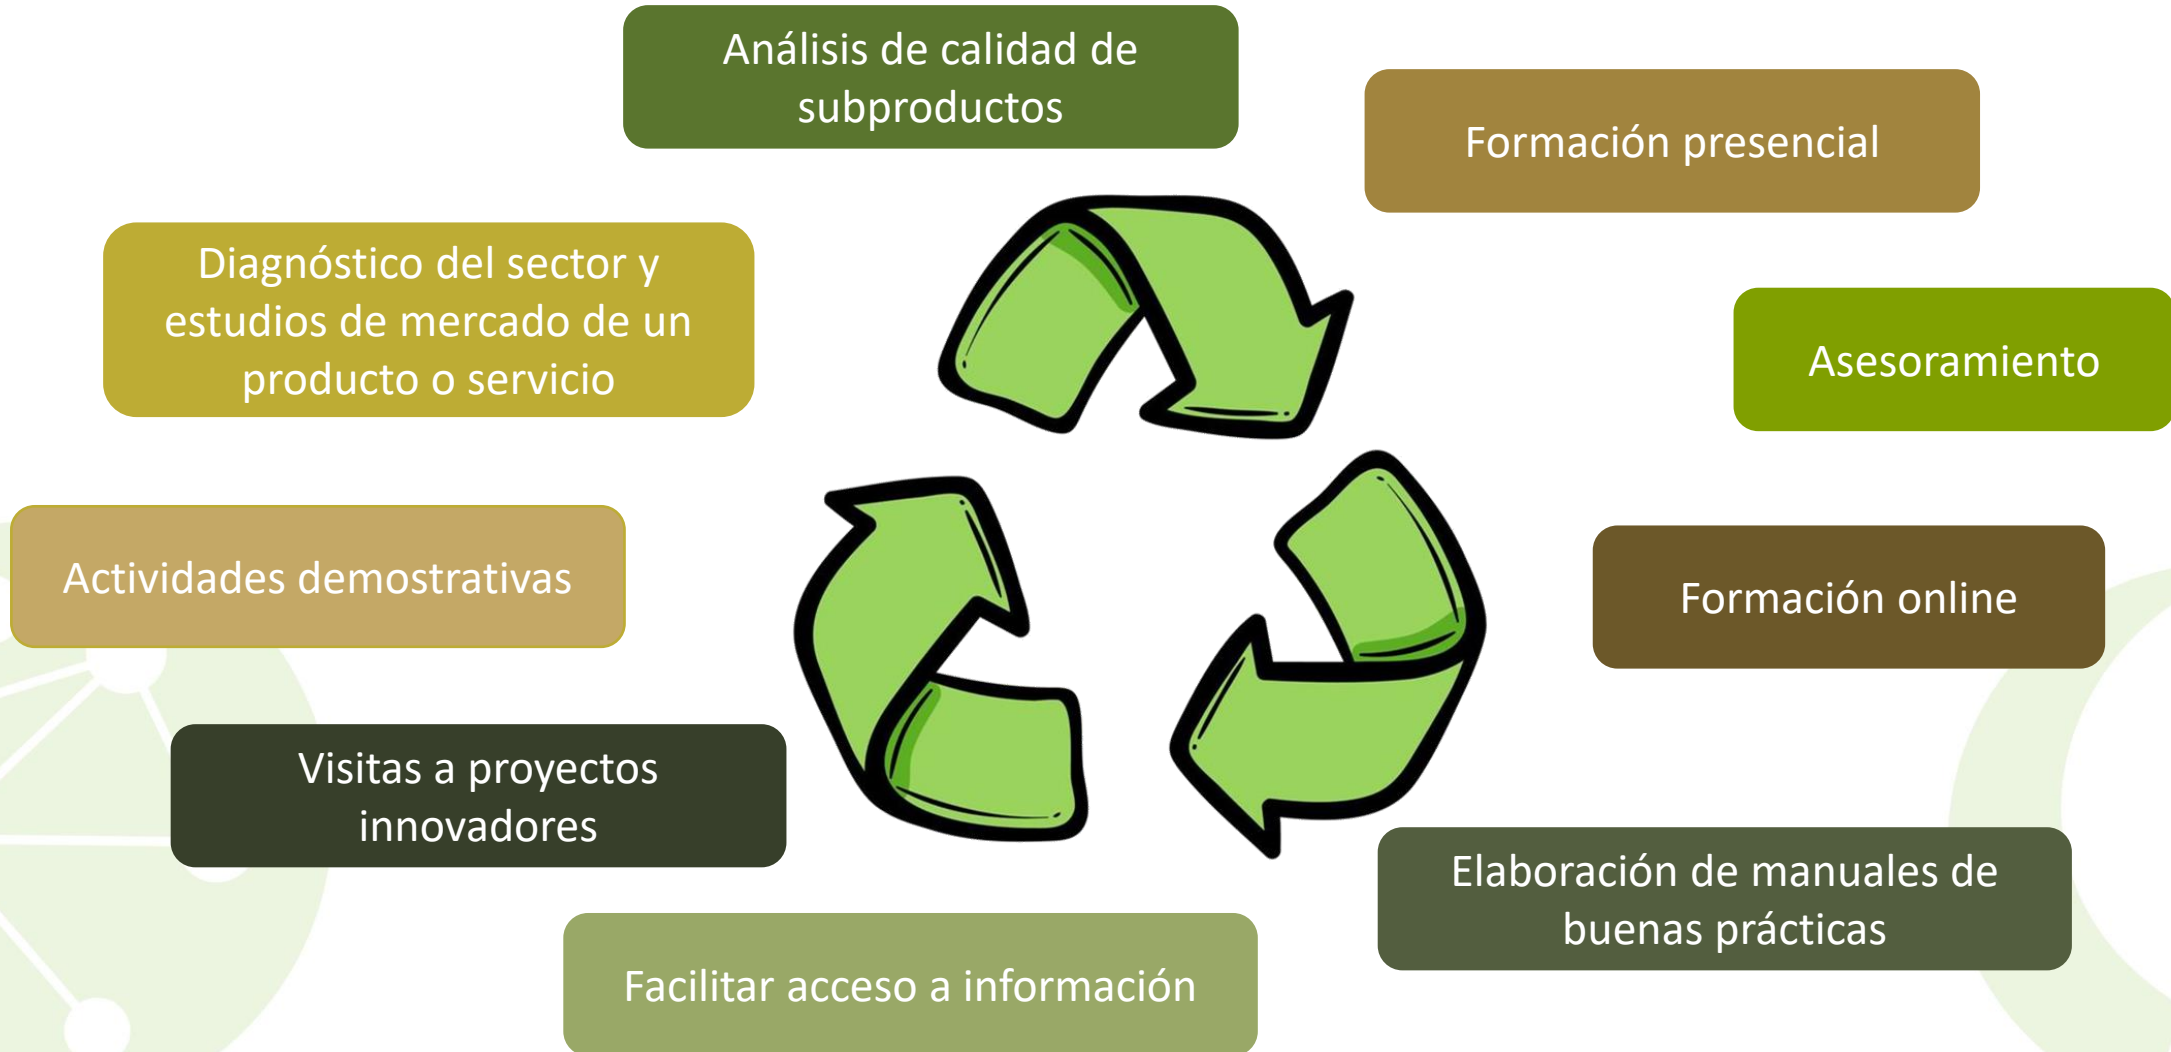 Análisis de calidad de
subproductos
Formación presencial
Diagnóstico del sector y
estudios de mercado de un
producto o servicio
Asesoramiento
Actividades demostrativas
Formación online
Visitas a proyectos
innovadores
Elaboración de manuales de
buenas prácticas
Facilitar acceso a información